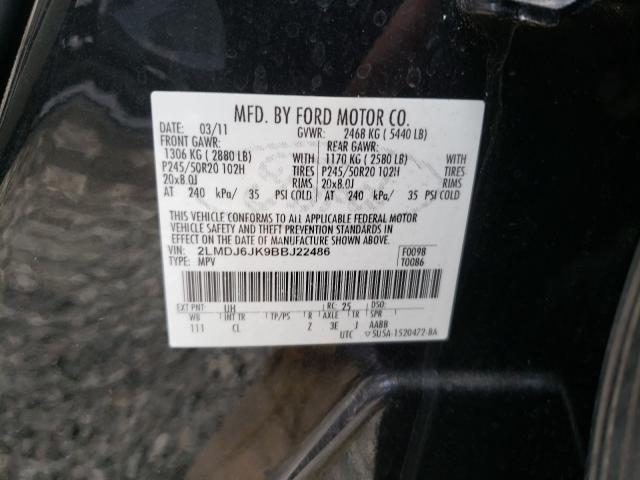 MFD. BY FORD MOTOR CO.
DATE: 03/11 GVWR: 2468 KG ( 5440 LB)
FRONT GAWR: REAR GAWR:
1306 KG ( 2880 LB) WITH 1170 KG ( 2580 LB) WITH
P245/50R20 102H TIRES P245/50R20 102H TIRES
20x8.0J RIMS 20x8.0J RIMS
AT 240 kPa/ 35 PSI COLD AT 240 kPa/ 35 PSI COLD
THIS VEHICLE CONFORMS TO ALL APPLICABLE FEDERAL MOTOR
VEHICLE SAFETY AND THEFT PREVENTION STANDARDS IN
EFFECT ON THE DATE OF MANUFACTURE SHOWN ABOVE.
VIN: 2LMDJ6JK9BBJ22486 F0098
TYPE: MPV T0086
EXT PNT: UH RC: 25 DSO:
WB INT TR TP/PS R AXLE TR SPR
111 CL Z 3E J AABB
UTC ▽5U5A-1520472-BA